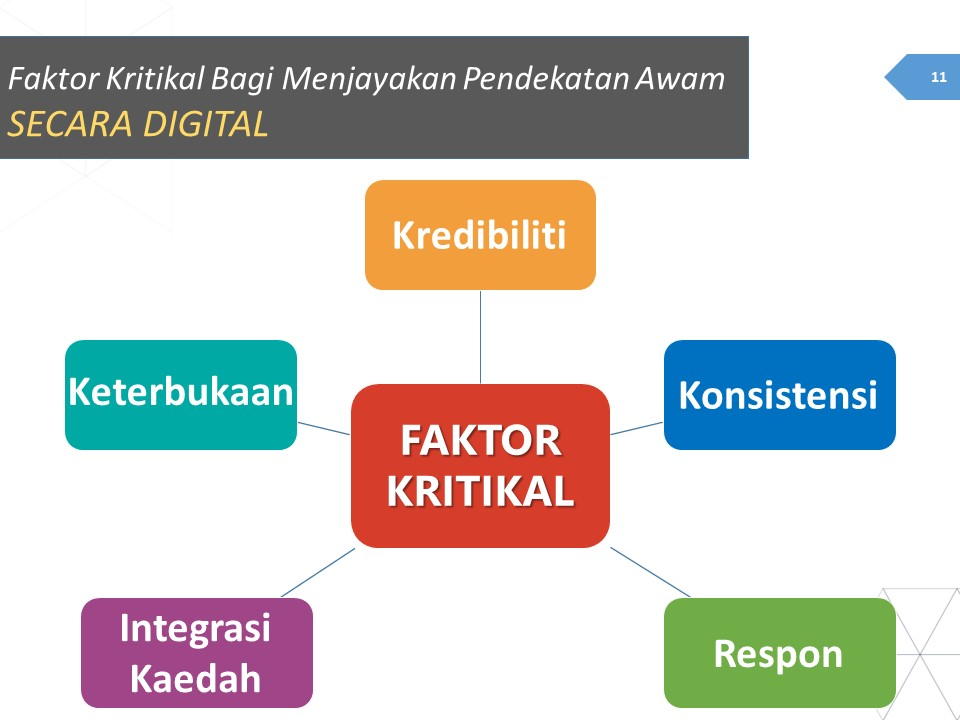 Faktor Kritikal Bagi Menjayakan Pendekatan Awam
SECARA DIGITAL
11
Kredibiliti
Keterbukaan
Konsistensi
FAKTOR
KRITIKAL
Integrasi
Kaedah
Respon